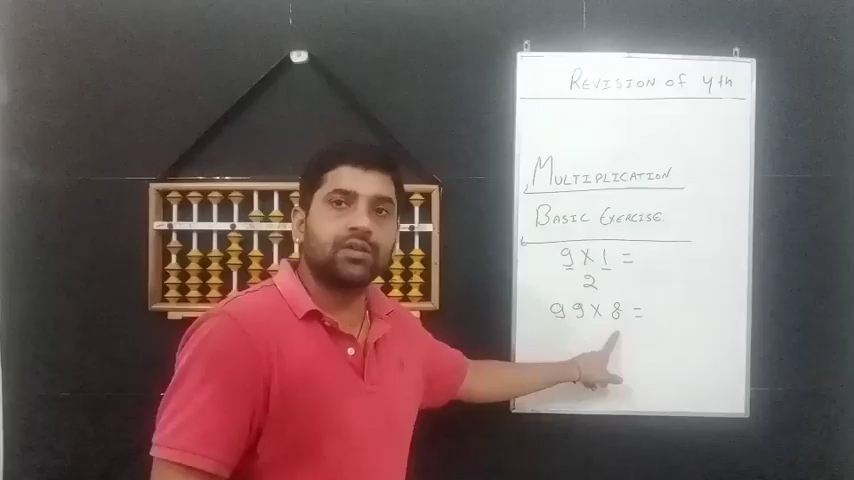 REVISION of 4th
MULTIPLICATION
BASIC EXERCISE.
9 X 1 =
2
99 X 8 =